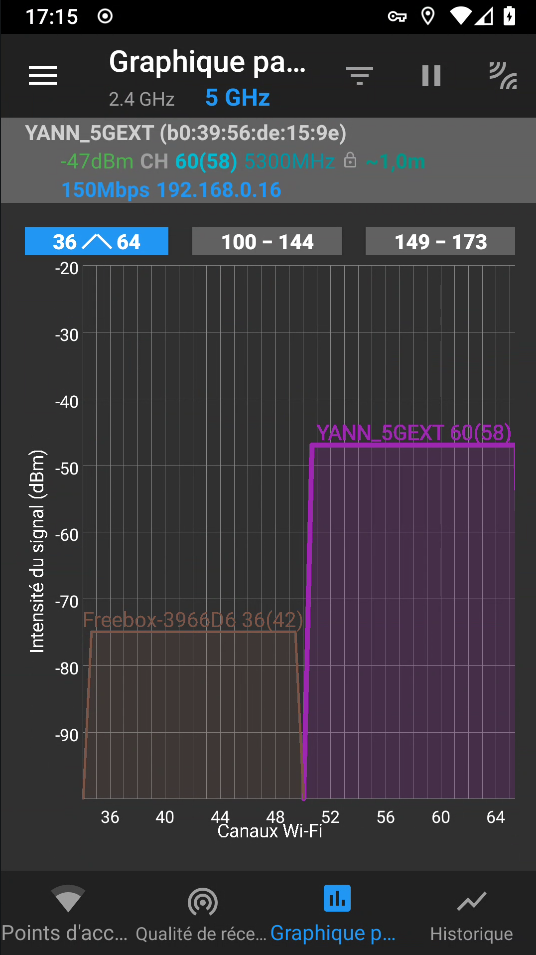 17:15
Graphique pa...
2.4 GHz 5 GHz
YANN_5GEXT (b0:39:56:de:15:9e)
-47dBm CH 60(58) 5300MHz ~1,0m
150Mbps 192.168.0.16
36 64 100 - 144 149 - 173
-20
-30
-40
YANN_5GEXT 60(58)
-50
-60
-70
Freebox-3966D6 36(42)
-80
-90
Intensité du signal (dBm)
36 40 44 48 52 56 60 64
Canaux Wi-Fi
Points d'acc... Qualité de réce... Graphique p... Historique